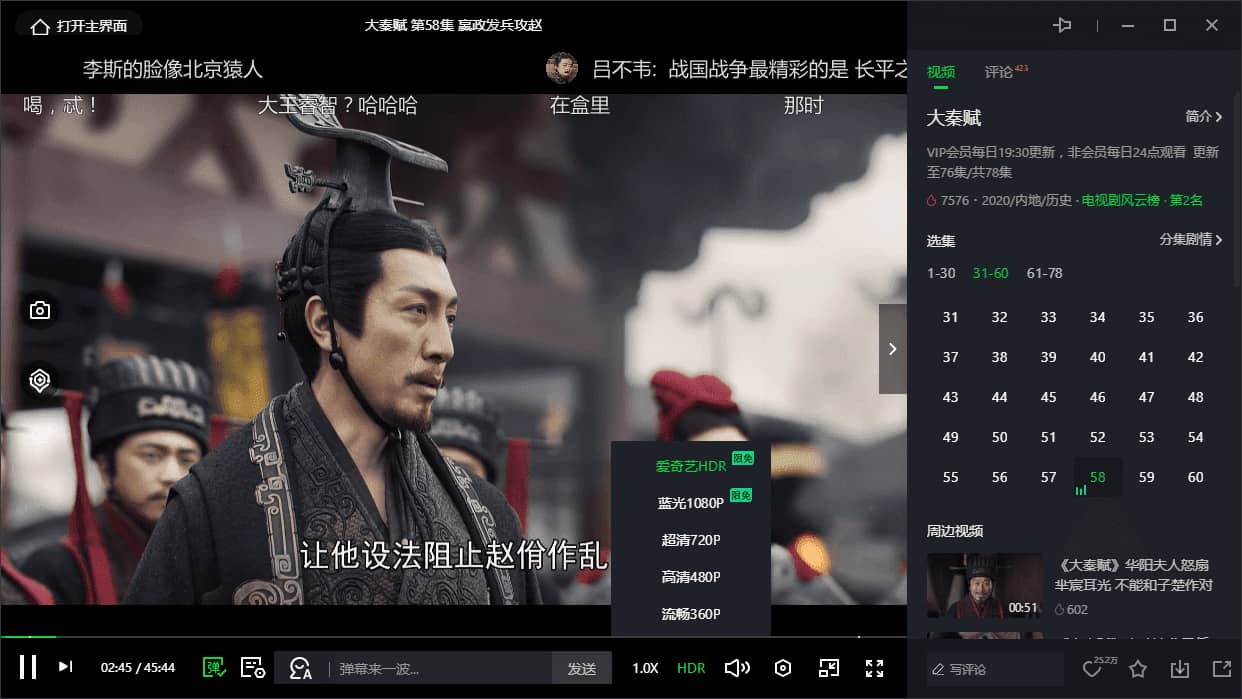 打开主界面
大秦赋 第58集 嬴政发兵攻赵
李斯的脸像北京猿人
吕不韦: 战国战争最精彩的是 长平之
喝，忒！
大王睿智？哈哈哈
在盒里
那时
让他设法阻止赵佾作乱
爱奇艺HDR 限免
蓝光1080P 限免
超清720P
高清480P
流畅360P
02:45 / 45:44
弹
弹幕来一波...
发送
1.0X
HDR
视频
评论 423
大秦赋
简介
VIP会员每日19:30更新，非会员每日24点观看 更新
至76集/共78集
7576 · 2020/内地/历史 · 电视剧风云榜 · 第2名
选集
分集剧情
1-30 31-60 61-78
31 32 33 34 35 36
37 38 39 40 41 42
43 44 45 46 47 48
49 50 51 52 53 54
55 56 57 58 59 60
周边视频
00:51
《大秦赋》华阳夫人怒扇
芈宸耳光 不能和子楚作对
602
写评论
25.2万